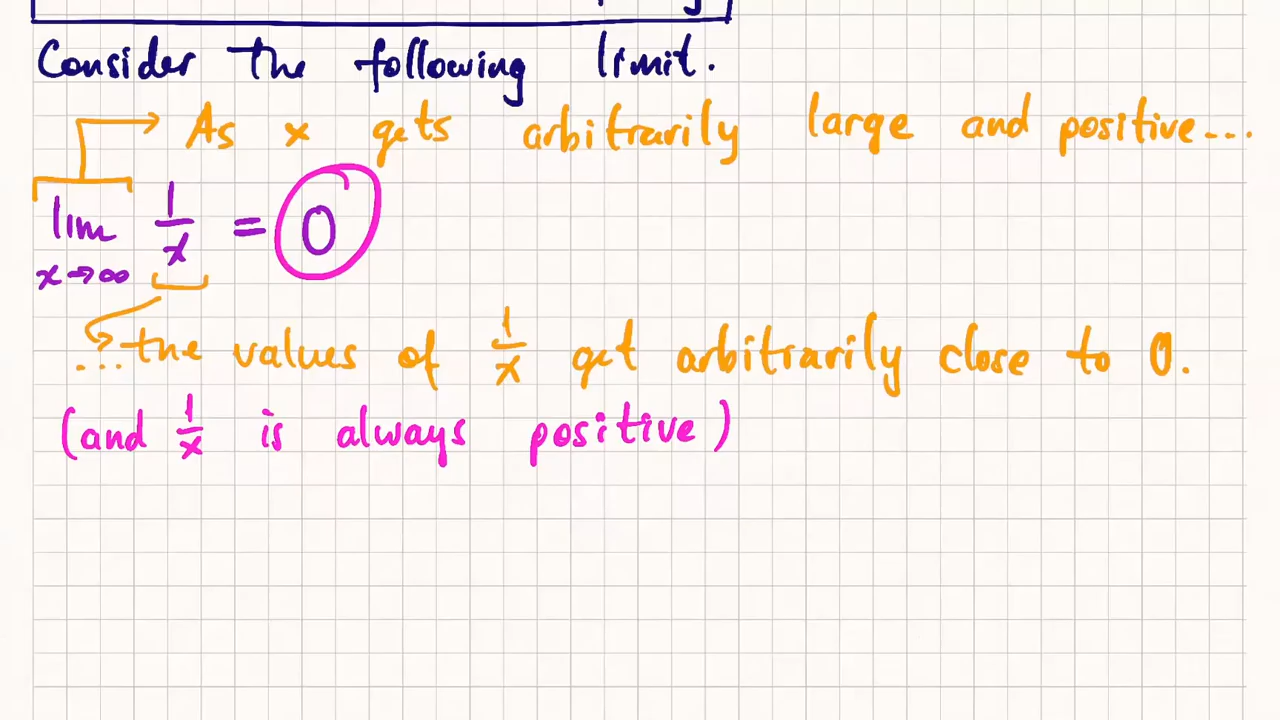 Consider the following limit.
As x gets arbitrarily large and positive...
lim x→∞ 1/x = 0
...the values of 1/x get arbitrarily close to 0.
(and 1/x is always positive)